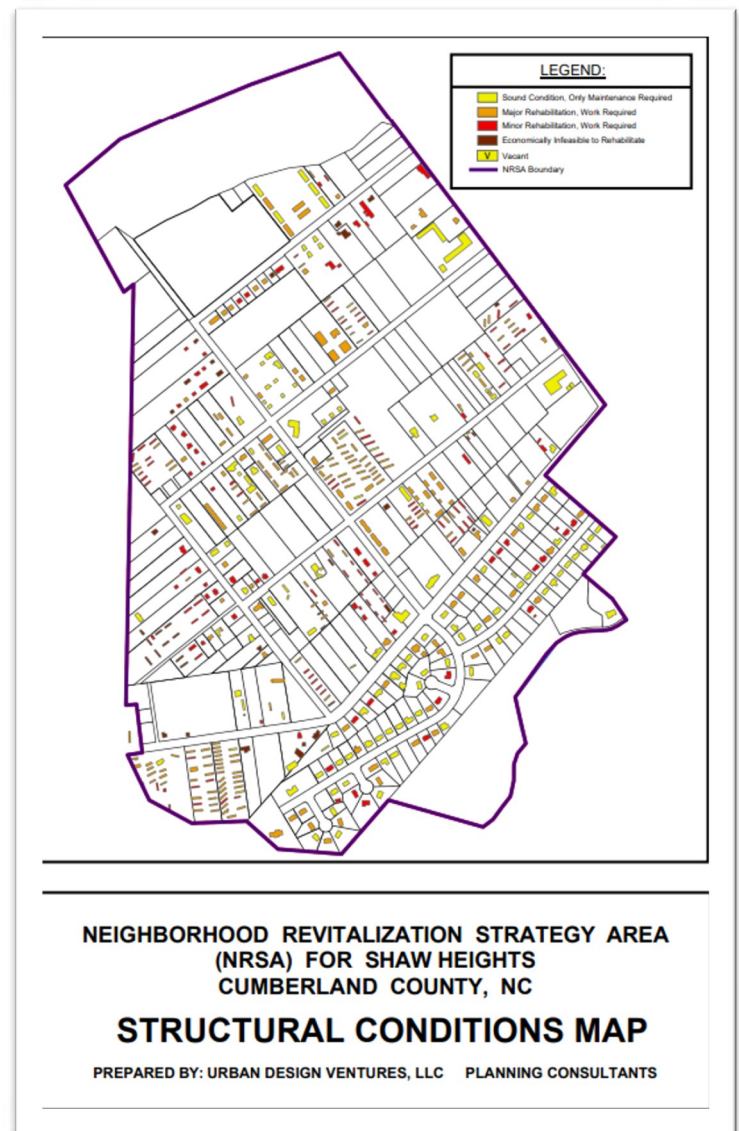 LEGEND:
Sound Condition, Only Maintenance Required
Major Rehabilitation, Work Required
Minor Rehabilitation, Work Required
Economically Infeasible to Rehabilitate
V Vacant
NRSA Boundary
NEIGHBORHOOD REVITALIZATION STRATEGY AREA
(NRSA) FOR SHAW HEIGHTS
CUMBERLAND COUNTY, NC
STRUCTURAL CONDITIONS MAP
PREPARED BY: URBAN DESIGN VENTURES, LLC PLANNING CONSULTANTS